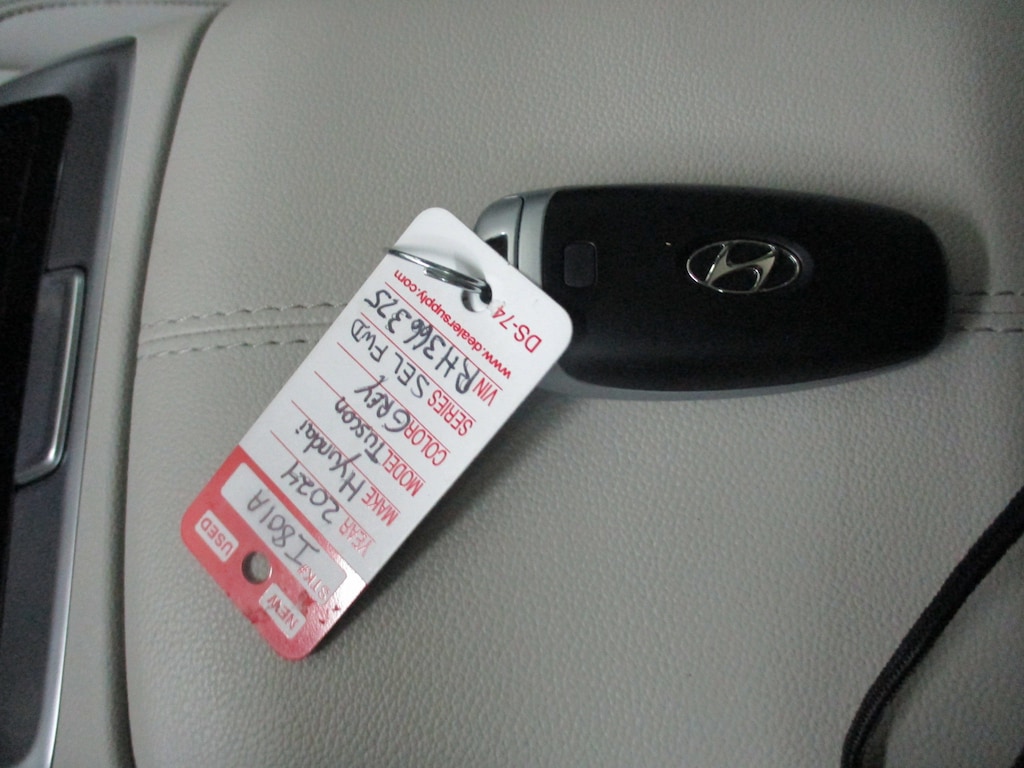 NEW USED
STK# I801A
YEAR 2024
MAKE Hyundai
MODEL Tuscon
COLOR GREY
SERIES SEL FWD
VIN RH366375
www.dealersupply.com
DS-74